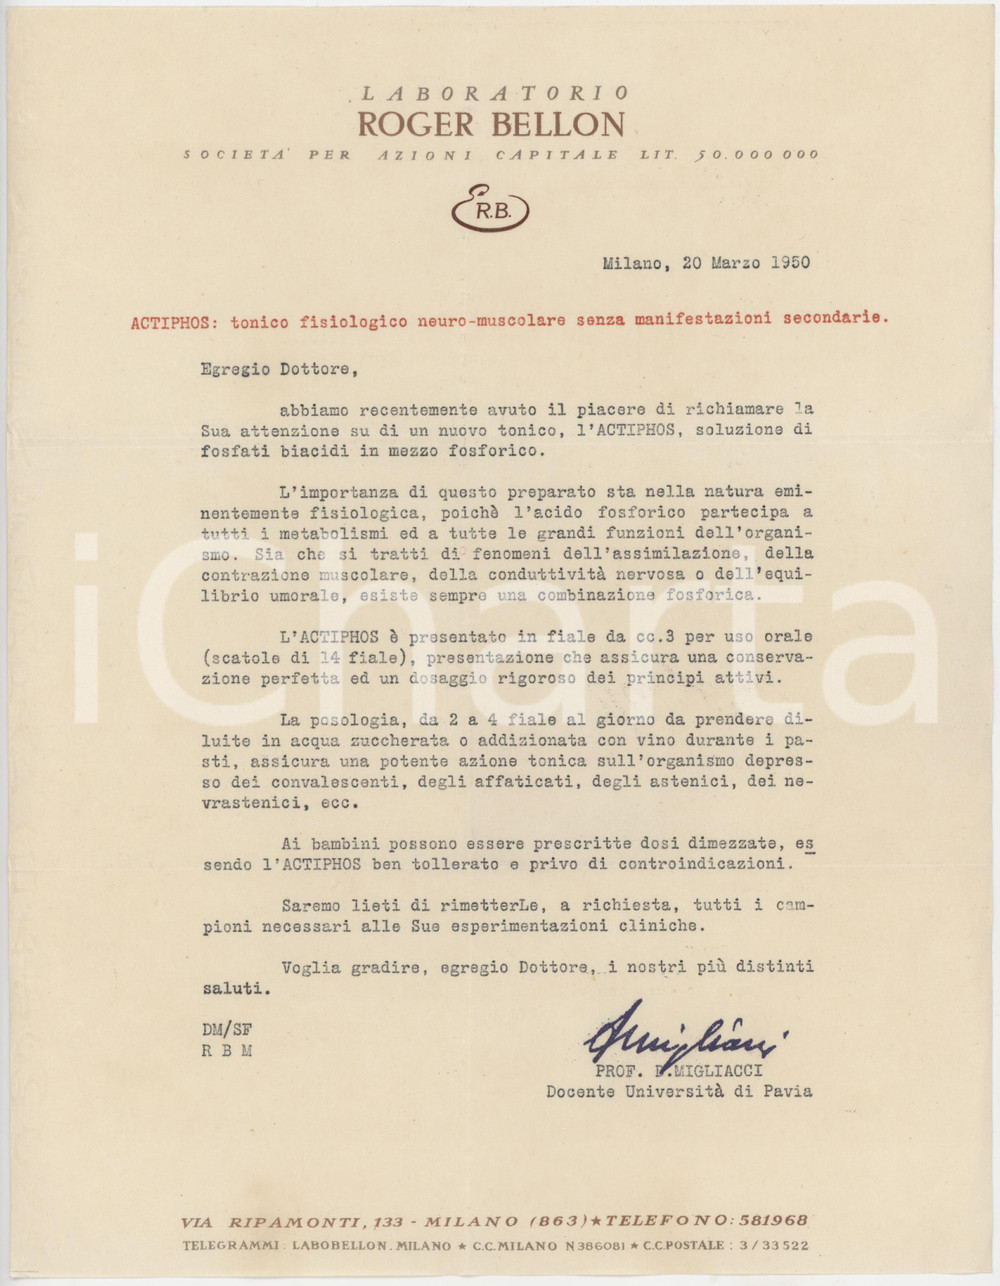 LABORATORIO
ROGER BELLON
SOCIETA' PER AZIONI CAPITALE LIT. 50.000 000
R.B.
Milano, 20 Marzo 1950
ACTIPHOS: tonico fisiologico neuro-muscolare senza manifestazioni secondarie.
Egregio Dottore,
abbiamo recentemente avuto il piacere di richiamare la
Sua attenzione su di un nuovo tonico, l'ACTIPHOS, soluzione di
fosfati biacidi in mezzo fosforico.
L'importanza di questo preparato sta nella natura emi-
nentemente fisiologica, poichè l'acido fosforico partecipa a
tutti i metabolismi ed a tutte le grandi funzioni dell'organi-
smo. Sia che si tratti di fenomeni dell'assimilazione, della
contrazione muscolare, della conduttività nervosa o dell'equi-
librio umorale, esiste sempre una combinazione fosforica.
L'ACTIPHOS è presentato in fiale da cc.3 per uso orale
(scatole di 14 fiale), presentazione che assicura una conserva-
zione perfetta ed un dosaggio rigoroso dei principi attivi.
La posologia, da 2 a 4 fiale al giorno da prendere di-
luite in acqua zuccherata o addizionata con vino durante i pa-
sti, assicura una potente azione tonica sull'organismo depres-
so dei convalescenti, degli affaticati, degli astenici, dei ne-
vrastenici, ecc.
Ai bambini possono essere prescritte dosi dimezzate, es
sendo l'ACTIPHOS ben tollerato e privo di controindicazioni.
Saremo lieti di rimetterLe, a richiesta, tutti i cam-
pioni necessari alle Sue esperimentazioni cliniche.
Voglia gradire, egregio Dottore, i nostri più distinti
saluti.
DM/SF
R B M
PROF. D.MIGLIACCI
Docente Università di Pavia
VIA RIPAMONTI, 133 - MILANO (863) ★ TELEFONO: 581968
TELEGRAMMI: LABOBELLON. MILANO ★ C.C. MILANO N 386081 ★ C.C. POSTALE: 3/33522
iCharta